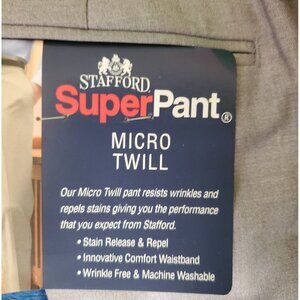 STAFFORD
SuperPant®
MICRO
TWILL
Our Micro Twill pant resists wrinkles and
repels stains giving you the performance
that you expect from Stafford.
• Stain Release & Repel
• Innovative Comfort Waistband
• Wrinkle Free & Machine Washable